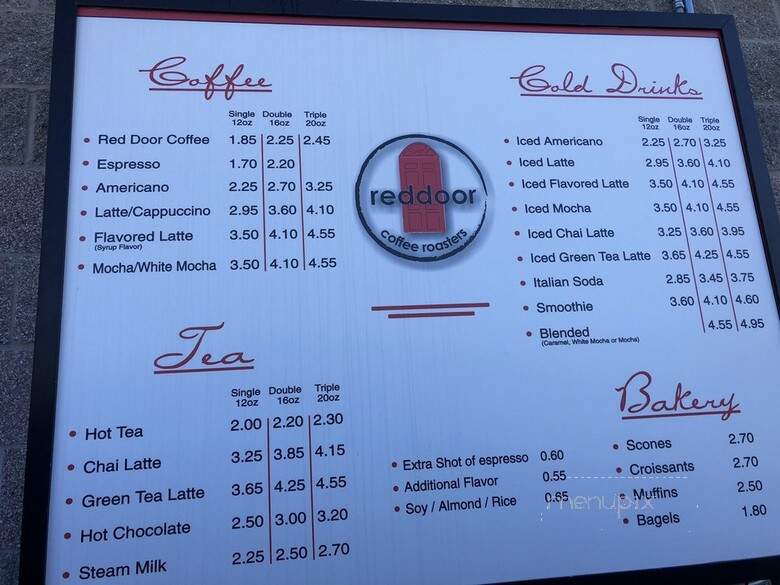 Coffee
Single Double Triple
12oz 16oz 20oz
• Red Door Coffee 1.85 2.25 2.45
• Espresso 1.70 2.20
• Americano 2.25 2.70 3.25
• Latte/Cappuccino 2.95 3.60 4.10
• Flavored Latte 3.50 4.10 4.55
(Syrup Flavor)
• Mocha/White Mocha 3.50 4.10 4.55
Tea
Single Double Triple
12oz 16oz 20oz
• Hot Tea 2.00 2.20 2.30
• Chai Latte 3.25 3.85 4.15
• Green Tea Latte 3.65 4.25 4.55
• Hot Chocolate 2.50 3.00 3.20
• Steam Milk 2.25 2.50 2.70
reddoor
coffee roasters
Cold Drinks
Single Double Triple
12oz 16oz 20oz
• Iced Americano 2.25 2.70 3.25
• Iced Latte 2.95 3.60 4.10
• Iced Flavored Latte 3.50 4.10 4.55
• Iced Mocha 3.50 4.10 4.55
• Iced Chai Latte 3.25 3.60 3.95
• Iced Green Tea Latte 3.65 4.25 4.55
• Italian Soda 2.85 3.45 3.75
• Smoothie 3.60 4.10 4.60
• Blended 4.55 4.95
(Caramel, White Mocha or Mocha)
• Extra Shot of espresso 0.60
• Additional Flavor 0.55
• Soy / Almond / Rice 0.65
Bakery
• Scones 2.70
• Croissants 2.70
• Muffins 2.50
• Bagels 1.80
menupix